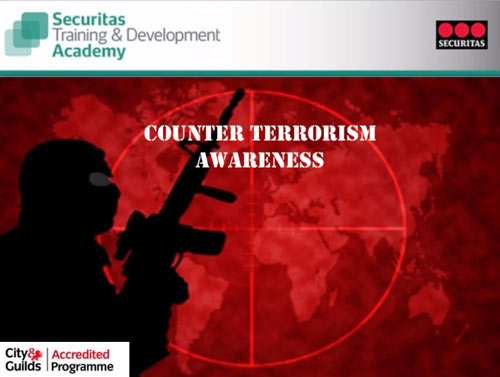 Securitas
Training & Development
Academy
SECURITAS
COUNTER TERRORISM
AWARENESS
City& Guilds
Accredited
Programme